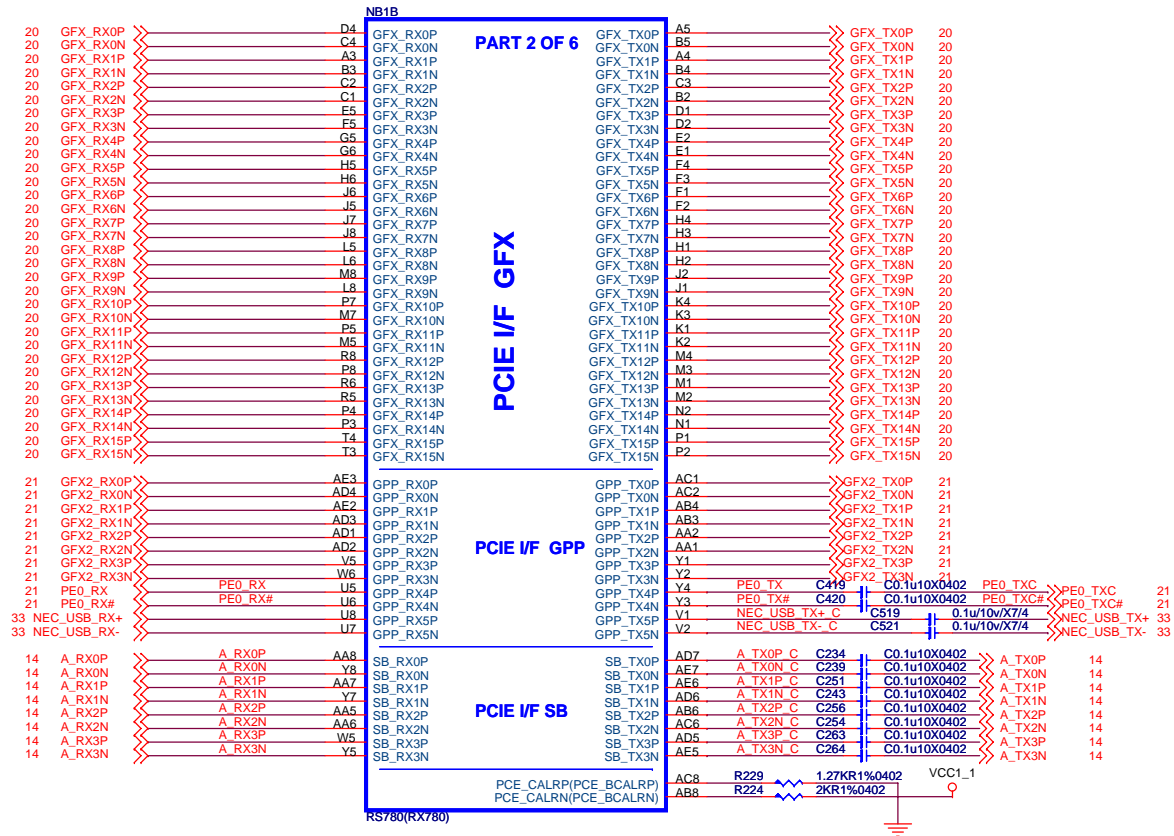 NB1B
PART 2 OF 6
20 GFX_RX0P D4 GFX_RX0P GFX_TX0P A5 GFX_TX0P 20
20 GFX_RX0N C4 GFX_RX0N GFX_TX0N B5 GFX_TX0N 20
20 GFX_RX1P A3 GFX_RX1P GFX_TX1P A4 GFX_TX1P 20
20 GFX_RX1N B3 GFX_RX1N GFX_TX1N B4 GFX_TX1N 20
20 GFX_RX2P C2 GFX_RX2P GFX_TX2P C3 GFX_TX2P 20
20 GFX_RX2N C1 GFX_RX2N GFX_TX2N B2 GFX_TX2N 20
20 GFX_RX3P E5 GFX_RX3P GFX_TX3P D1 GFX_TX3P 20
20 GFX_RX3N F5 GFX_RX3N GFX_TX3N D2 GFX_TX3N 20
20 GFX_RX4P G5 GFX_RX4P GFX_TX4P E2 GFX_TX4P 20
20 GFX_RX4N G6 GFX_RX4N GFX_TX4N E1 GFX_TX4N 20
20 GFX_RX5P H5 GFX_RX5P GFX_TX5P F4 GFX_TX5P 20
20 GFX_RX5N H6 GFX_RX5N GFX_TX5N F3 GFX_TX5N 20
20 GFX_RX6P J6 GFX_RX6P GFX_TX6P F1 GFX_TX6P 20
20 GFX_RX6N J5 GFX_RX6N GFX_TX6N F2 GFX_TX6N 20
20 GFX_RX7P J7 GFX_RX7P GFX_TX7P H4 GFX_TX7P 20
20 GFX_RX7N J8 GFX_RX7N GFX_TX7N H3 GFX_TX7N 20
20 GFX_RX8P L5 GFX_RX8P GFX_TX8P H1 GFX_TX8P 20
20 GFX_RX8N L6 GFX_RX8N GFX_TX8N H2 GFX_TX8N 20
20 GFX_RX9P M8 GFX_RX9P GFX_TX9P J2 GFX_TX9P 20
20 GFX_RX9N L8 GFX_RX9N GFX_TX9N J1 GFX_TX9N 20
20 GFX_RX10P P7 GFX_RX10P GFX_TX10P K4 GFX_TX10P 20
20 GFX_RX10N M7 GFX_RX10N GFX_TX10N K3 GFX_TX10N 20
20 GFX_RX11P P5 GFX_RX11P GFX_TX11P K1 GFX_TX11P 20
20 GFX_RX11N M5 GFX_RX11N GFX_TX11N K2 GFX_TX11N 20
20 GFX_RX12P R8 GFX_RX12P GFX_TX12P M4 GFX_TX12P 20
20 GFX_RX12N P8 GFX_RX12N GFX_TX12N M3 GFX_TX12N 20
20 GFX_RX13P R6 GFX_RX13P GFX_TX13P M1 GFX_TX13P 20
20 GFX_RX13N R5 GFX_RX13N GFX_TX13N M2 GFX_TX13N 20
20 GFX_RX14P P4 GFX_RX14P GFX_TX14P N2 GFX_TX14P 20
20 GFX_RX14N P3 GFX_RX14N GFX_TX14N N1 GFX_TX14N 20
20 GFX_RX15P T4 GFX_RX15P GFX_TX15P P1 GFX_TX15P 20
20 GFX_RX15N T3 GFX_RX15N GFX_TX15N P2 GFX_TX15N 20
PCIE I/F GFX
21 GFX2_RX0P AE3 GPP_RX0P GPP_TX0P AC1 GFX2_TX0P 21
21 GFX2_RX0N AD4 GPP_RX0N GPP_TX0N AC2 GFX2_TX0N 21
21 GFX2_RX1P AE2 GPP_RX1P GPP_TX1P AB4 GFX2_TX1P 21
21 GFX2_RX1N AD3 GPP_RX1N GPP_TX1N AB3 GFX2_TX1N 21
21 GFX2_RX2P AD1 GPP_RX2P GPP_TX2P AA2 GFX2_TX2P 21
21 GFX2_RX2N AD2 GPP_RX2N GPP_TX2N AA1 GFX2_TX2N 21
21 GFX2_RX3P V5 GPP_RX3P GPP_TX3P Y1 GFX2_TX3P 21
21 GFX2_RX3N W6 GPP_RX3N GPP_TX3N Y2 GFX2_TX3N 21
21 PE0_RX PE0_RX U5 GPP_RX4P GPP_TX4P Y4 PE0_TX C419 C0.1u10X0402 PE0_TXC PE0_TXC 21
21 PE0_RX# PE0_RX# U6 GPP_RX4N GPP_TX4N Y3 PE0_TX# C420 C0.1u10X0402 PE0_TXC# PE0_TXC# 21
33 NEC_USB_RX+ U8 GPP_RX5P GPP_TX5P V1 NEC_USB_TX+_C C519 0.1u/10v/X7/4 NEC_USB_TX+ 33
33 NEC_USB_RX- U7 GPP_RX5N GPP_TX5N V2 NEC_USB_TX-_C C521 0.1u/10v/X7/4 NEC_USB_TX- 33
PCIE I/F GPP
14 A_RX0P A_RX0P AA8 SB_RX0P SB_TX0P AD7 A_TX0P_C C234 C0.1u10X0402 A_TX0P 14
14 A_RX0N A_RX0N Y8 SB_RX0N SB_TX0N AE7 A_TX0N_C C239 C0.1u10X0402 A_TX0N 14
14 A_RX1P A_RX1P AA7 SB_RX1P SB_TX1P AE6 A_TX1P_C C251 C0.1u10X0402 A_TX1P 14
14 A_RX1N A_RX1N Y7 SB_RX1N SB_TX1N AD6 A_TX1N_C C243 C0.1u10X0402 A_TX1N 14
14 A_RX2P A_RX2P AA5 SB_RX2P SB_TX2P AB6 A_TX2P_C C256 C0.1u10X0402 A_TX2P 14
14 A_RX2N A_RX2N AA6 SB_RX2N SB_TX2N AC6 A_TX2N_C C254 C0.1u10X0402 A_TX2N 14
14 A_RX3P A_RX3P W5 SB_RX3P SB_TX3P AD5 A_TX3P_C C263 C0.1u10X0402 A_TX3P 14
14 A_RX3N A_RX3N Y5 SB_RX3N SB_TX3N AE5 A_TX3N_C C264 C0.1u10X0402 A_TX3N 14
PCIE I/F SB
PCE_CALRP(PCE_BCALRP) AC8 R229 1.27KR1%0402 VCC1_1
PCE_CALRN(PCE_BCALRN) AB8 R224 2KR1%0402
RS780(RX780)